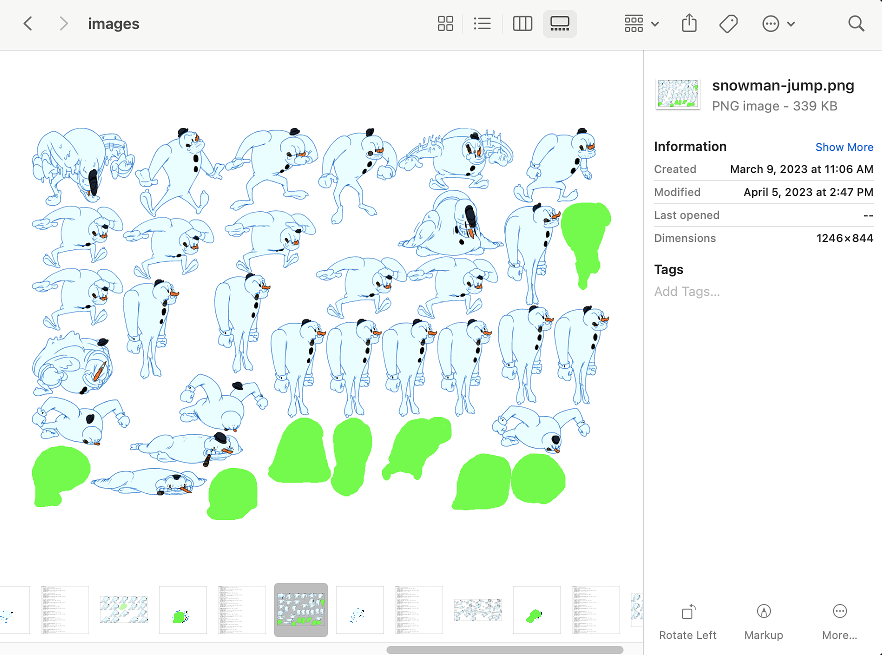 images
snowman-jump.png
PNG image - 339 KB
Information Show More
Created March 9, 2023 at 11:06 AM
Modified April 5, 2023 at 2:47 PM
Last opened --
Dimensions 1246×844
Tags
Add Tags...
Rotate Left Markup More...